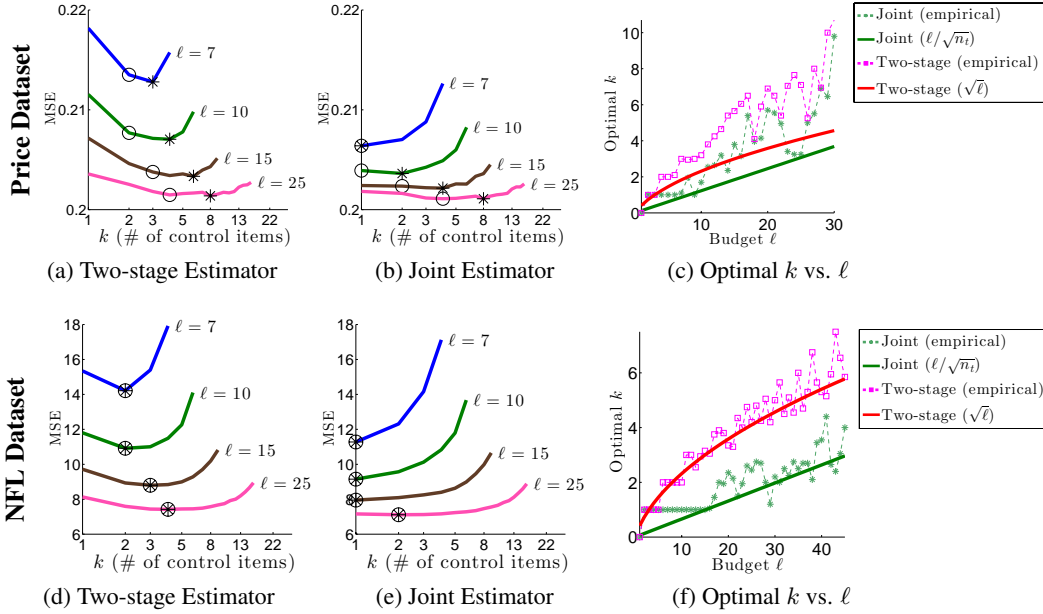 Price Dataset
0.22
0.21
0.2
MSE
ℓ = 7
ℓ = 10
ℓ = 15
ℓ = 25
1 2 3 5 8 13 22
k (# of control items)
(a) Two-stage Estimator
0.22
0.21
0.2
MSE
ℓ = 7
ℓ = 10
ℓ = 15
ℓ = 25
1 2 3 5 8 13 22
k (# of control items)
(b) Joint Estimator
10
8
6
4
2
0
Optimal k
10 20 30
Budget ℓ
(c) Optimal k vs. ℓ
Joint (empirical)
Joint (ℓ/√n_t)
Two-stage (empirical)
Two-stage (√ℓ)
NFL Dataset
18
16
14
12
10
8
6
MSE
ℓ = 7
ℓ = 10
ℓ = 15
ℓ = 25
1 2 3 5 8 13 22
k (# of control items)
(d) Two-stage Estimator
18
16
14
12
10
8
6
MSE
ℓ = 7
ℓ = 10
ℓ = 15
ℓ = 25
1 2 3 5 8 13 22
k (# of control items)
(e) Joint Estimator
6
4
2
0
Optimal k
10 20 30 40
Budget ℓ
(f) Optimal k vs. ℓ
Joint (empirical)
Joint (ℓ/√n_t)
Two-stage (empirical)
Two-stage (√ℓ)